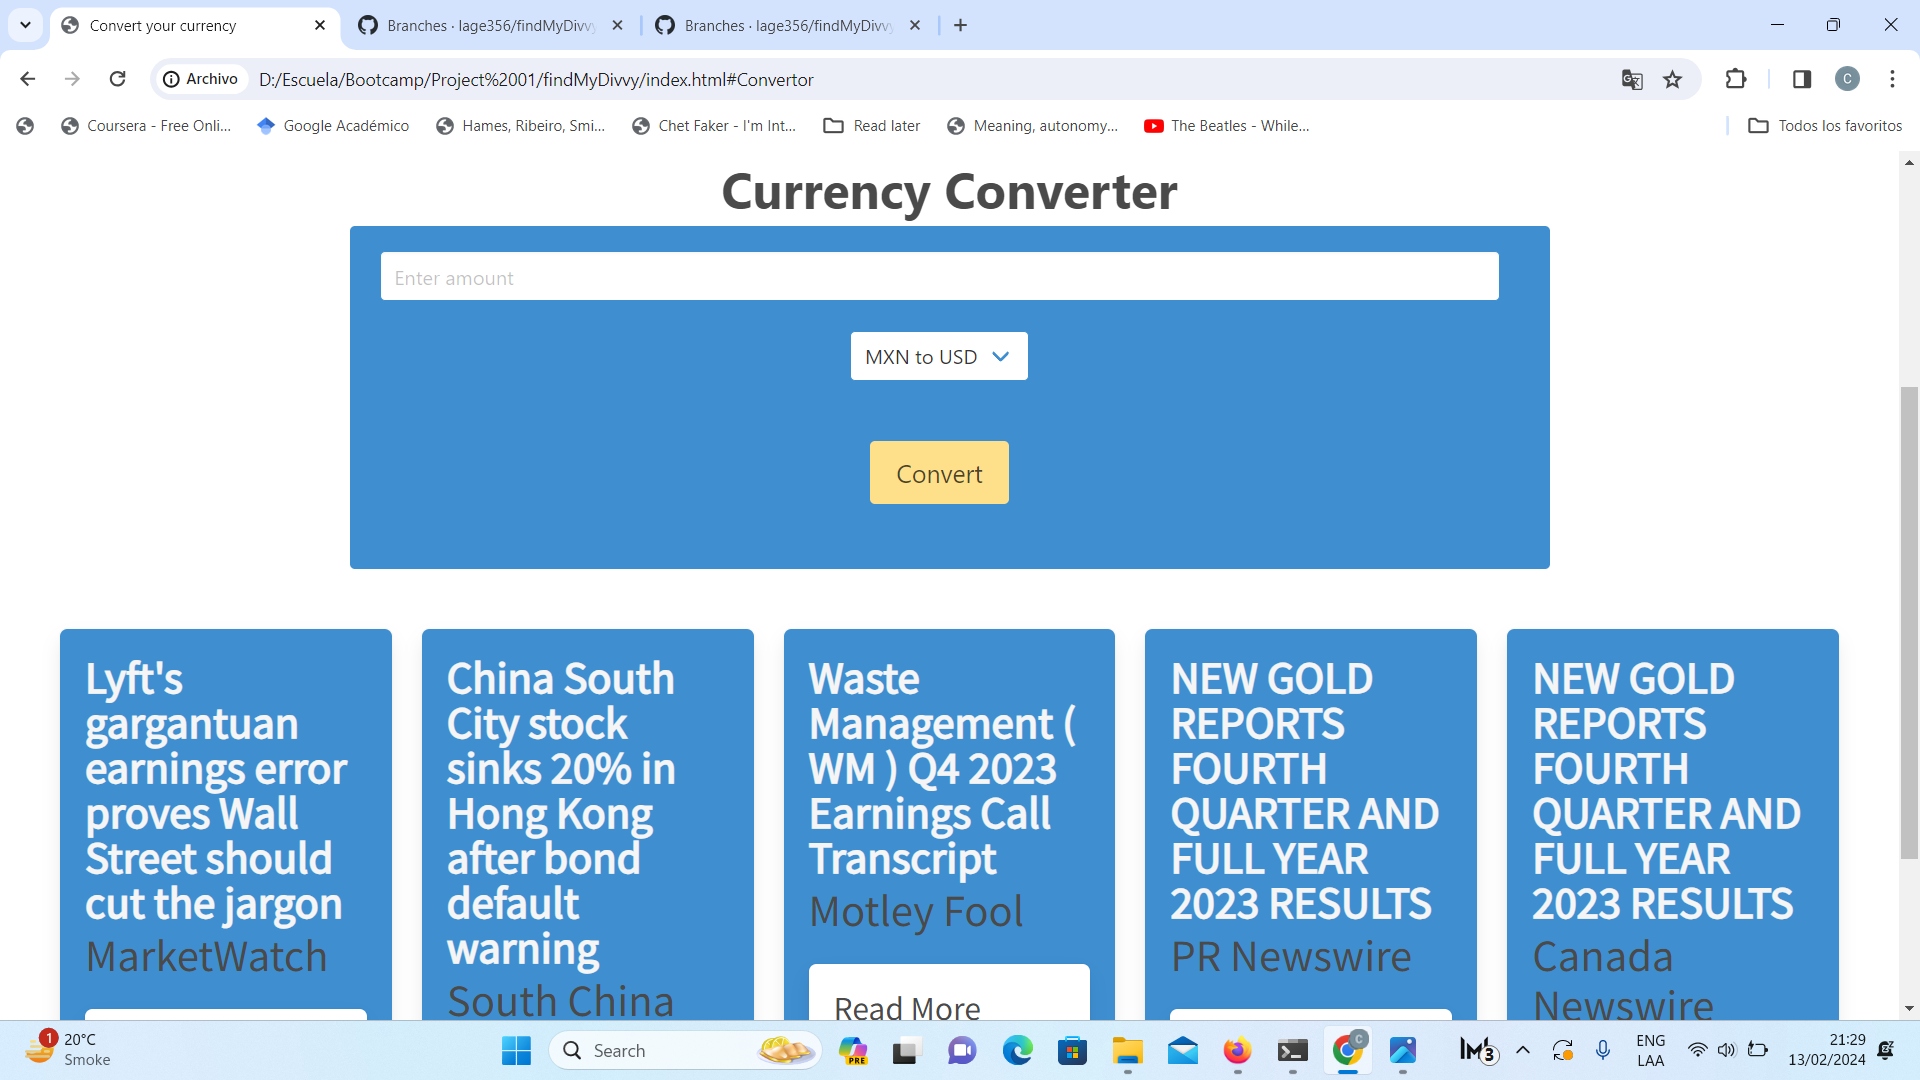 Convert your currency
Branches · lage356/findMyDivvy
Branches · lage356/findMyDivvy
Archivo
D:/Escuela/Bootcamp/Project%2001/findMyDivvy/index.html#Convertor
C
Coursera - Free Onli...
Google Académico
Hames, Ribeiro, Smi...
Chet Faker - I'm Int...
Read later
Meaning, autonomy...
The Beatles - While...
Todos los favoritos
Currency Converter
Enter amount
MXN to USD
Convert
Lyft's
gargantuan
earnings error
proves Wall
Street should
cut the jargon
MarketWatch
China South
City stock
sinks 20% in
Hong Kong
after bond
default
warning
South China
Waste
Management (
WM ) Q4 2023
Earnings Call
Transcript
Motley Fool
Read More
NEW GOLD
REPORTS
FOURTH
QUARTER AND
FULL YEAR
2023 RESULTS
PR Newswire
NEW GOLD
REPORTS
FOURTH
QUARTER AND
FULL YEAR
2023 RESULTS
Canada
Newswire
1
20°C
Smoke
Search
PRE
C
3
ENG
LAA
21:29
13/02/2024